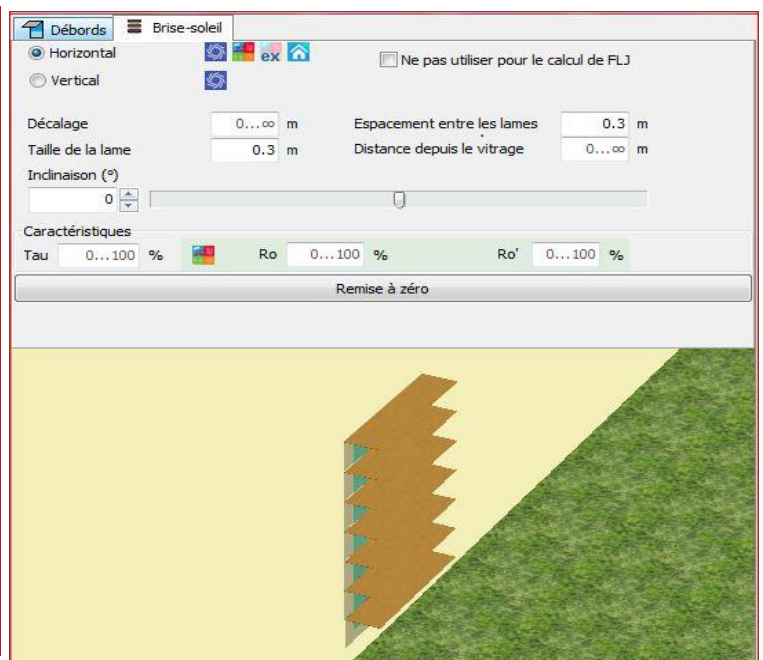 Débords Brise-soleil
Horizontal ex Ne pas utiliser pour le calcul de FLJ
Vertical
Décalage 0...∞ m Espacement entre les lames 0.3 m
Taille de la lame 0.3 m Distance depuis le vitrage 0...∞ m
Inclinaison (°)
0
Caractéristiques
Tau 0...100 % Ro 0...100 % Ro' 0...100 %
Remise à zéro